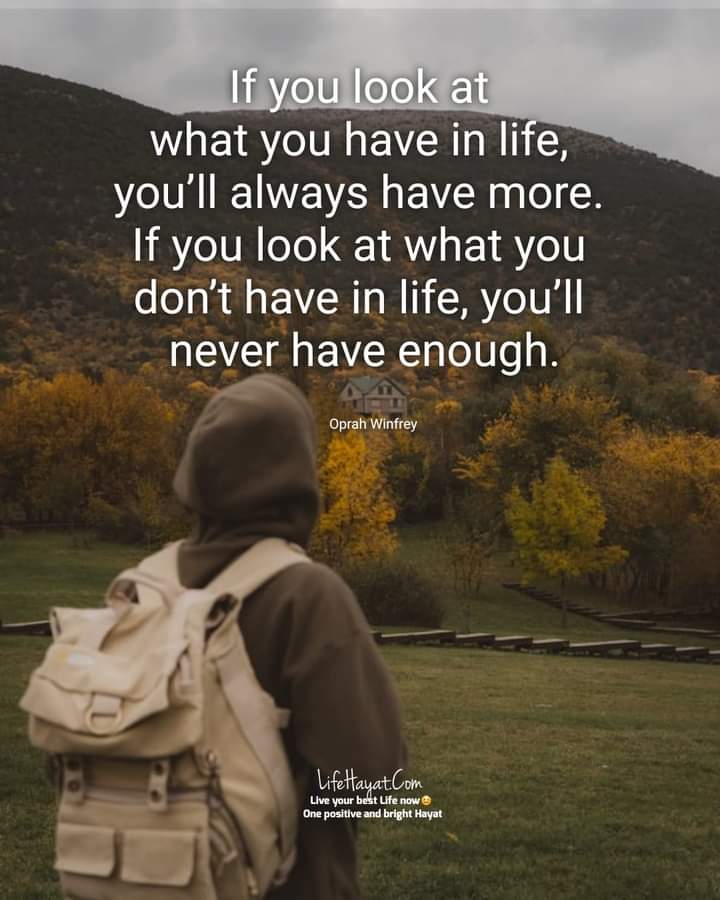 If you look at
what you have in life,
you’ll always have more.
If you look at what you
don’t have in life, you’ll
never have enough.
Oprah Winfrey
LifeHayat.Com
Live your best Life now🥹
One positive and bright Hayat